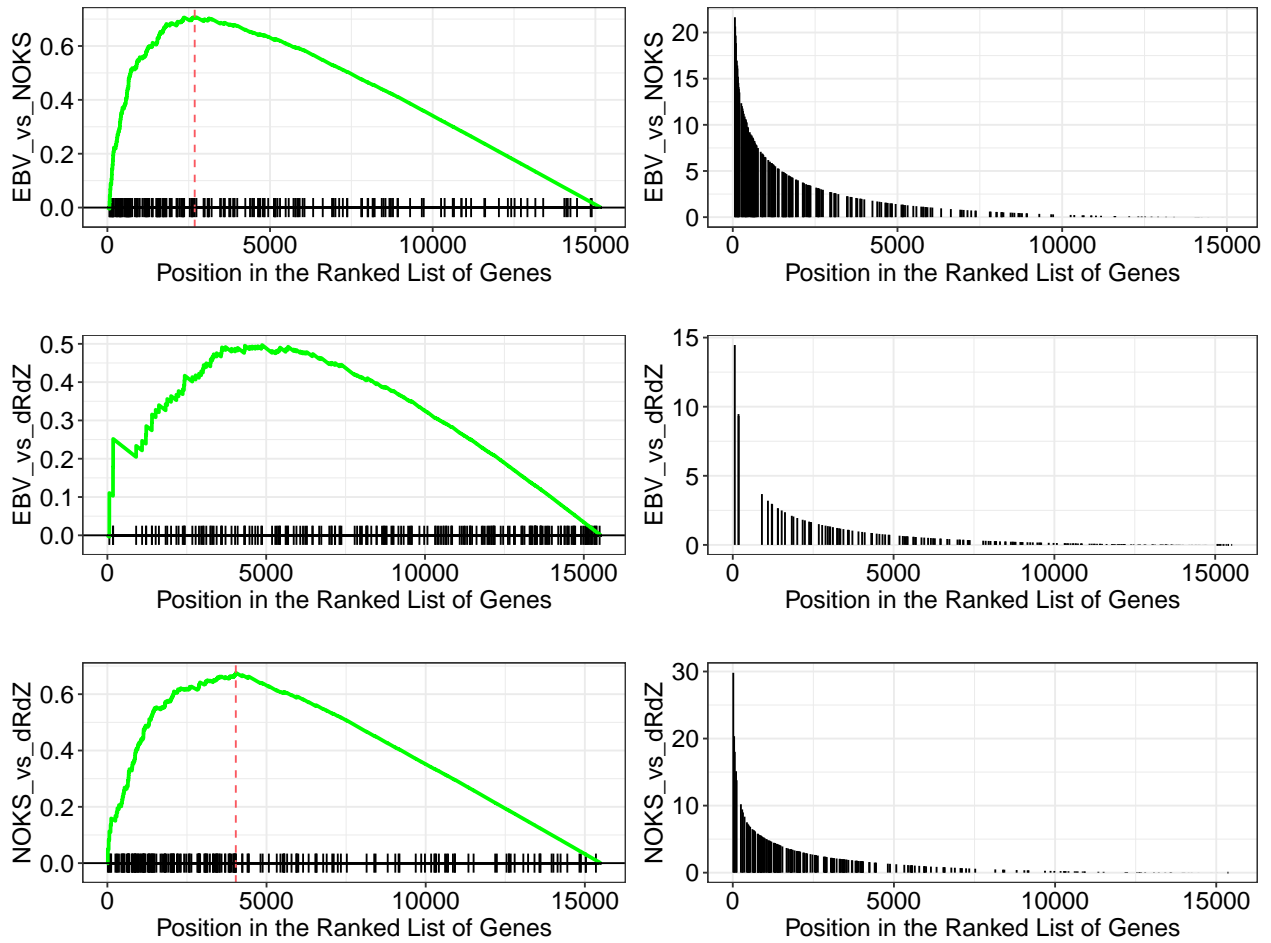 EBV_vs_NOKS
0.6
0.4
0.2
0.0
0 5000 10000 15000
Position in the Ranked List of Genes
EBV_vs_NOKS
20
15
10
5
0
0 5000 10000 15000
Position in the Ranked List of Genes
EBV_vs_dRdZ
0.5
0.4
0.3
0.2
0.1
0.0
0 5000 10000 15000
Position in the Ranked List of Genes
EBV_vs_dRdZ
15
10
5
0
0 5000 10000 15000
Position in the Ranked List of Genes
NOKS_vs_dRdZ
0.6
0.4
0.2
0.0
0 5000 10000 15000
Position in the Ranked List of Genes
NOKS_vs_dRdZ
30
20
10
0
0 5000 10000 15000
Position in the Ranked List of Genes